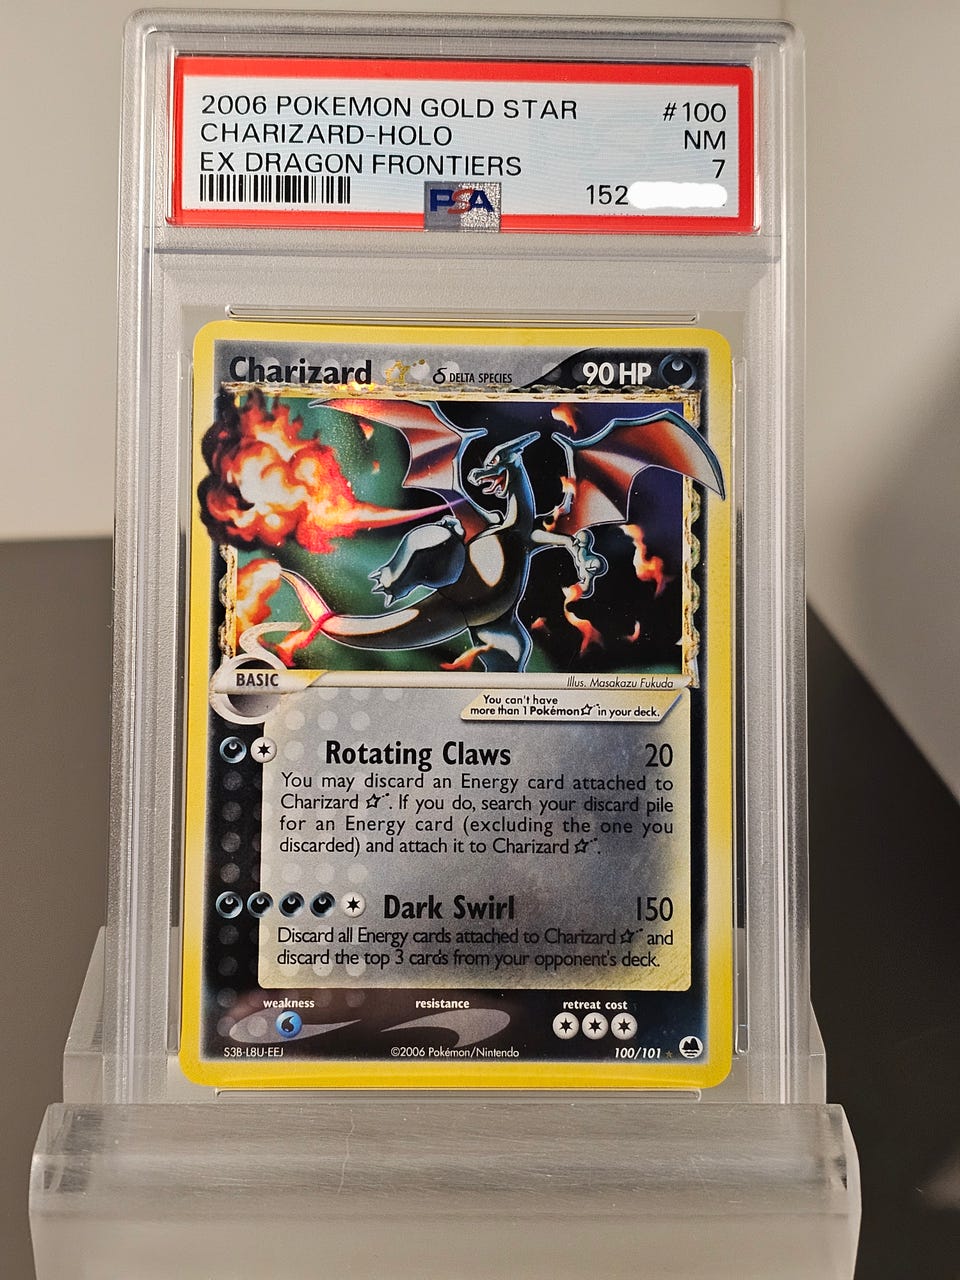 2006 POKEMON GOLD STAR #100
CHARIZARD-HOLO NM
EX DRAGON FRONTIERS 7
152
PSA
Charizard ☆ δ DELTA SPECIES 90 HP
BASIC
Illus. Masakazu Fukuda
You can't have
more than 1 Pokémon ☆ in your deck.
Rotating Claws 20
You may discard an Energy card attached to
Charizard ☆. If you do, search your discard pile
for an Energy card (excluding the one you
discarded) and attach it to Charizard ☆.
Dark Swirl 150
Discard all Energy cards attached to Charizard ☆ and
discard the top 3 cards from your opponent's deck.
weakness resistance retreat cost
S3B-L8U-EEJ ©2006 Pokémon/Nintendo 100/101 ★